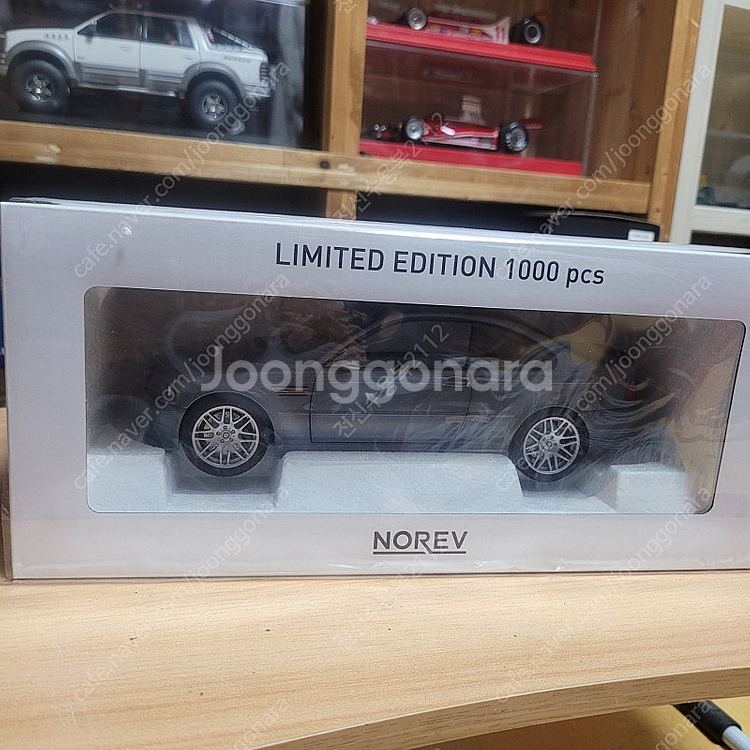 LIMITED EDITION 1000 pcs
Joonggonara
NOREV
cafe.naver.com/joonggonara